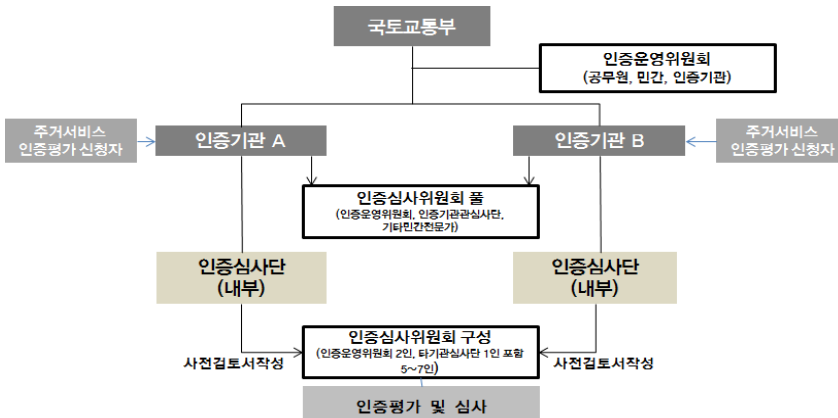 국토교통부
인증운영위원회
(공무원, 민간, 인증기관)
주거서비스
인증평가 신청자
인증기관 A
인증기관 B
주거서비스
인증평가 신청자
인증심사위원회 풀
(인증운영위원회, 인증기관관심사단,
기타민간전문가)
인증심사단
(내부)
인증심사단
(내부)
인증심사위원회 구성
(인증운영위원회 2인, 타기관심사단 1인 포함
5~7인)
사전검토서작성
사전검토서작성
인증평가 및 심사